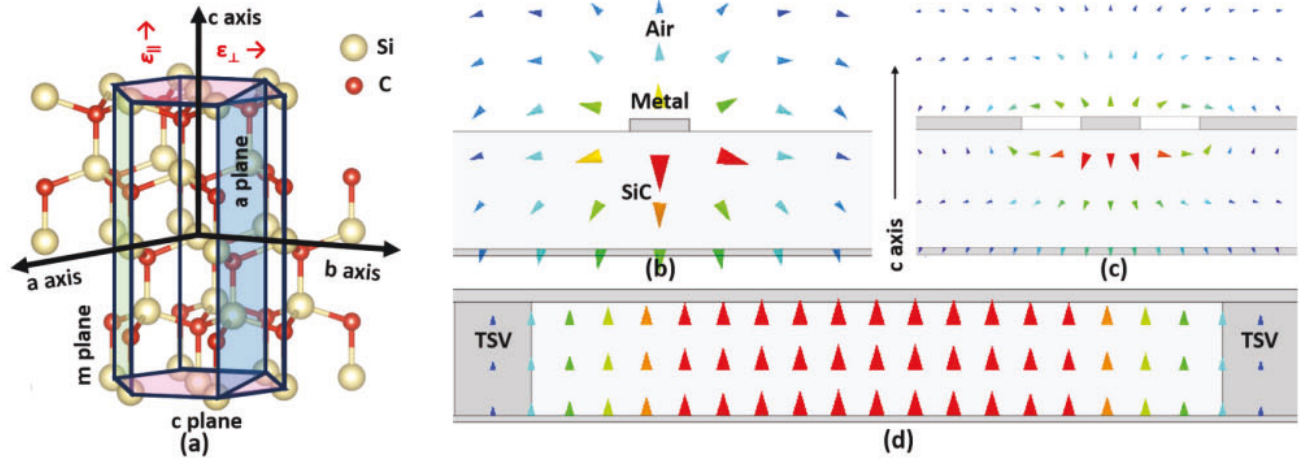 c axis
ε=
ε⊥
Si
C
a plane
a axis
b axis
m plane
c plane
(a)
Air
Metal
SiC
(b)
c axis
(c)
TSV
TSV
(d)